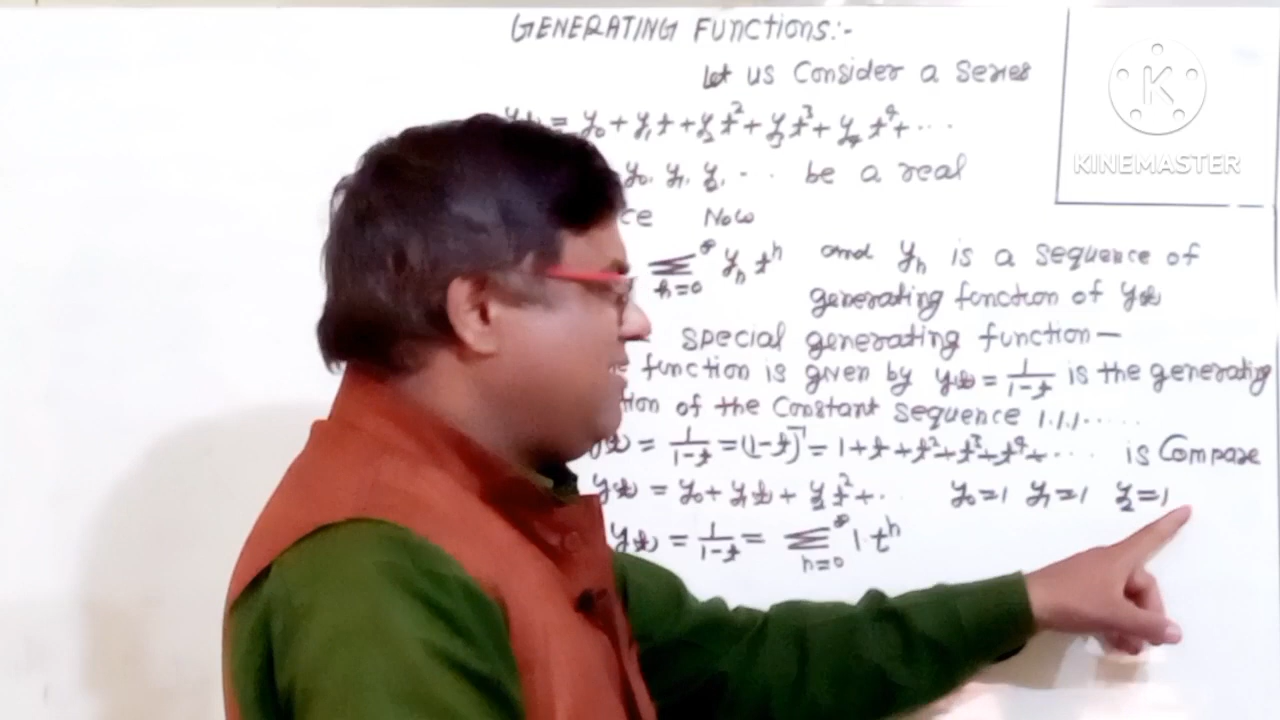 GENERATING FUNCTIONS:-
Let us Consider a Series
= y₀ + y₁t + y₂t² + y₃t³ + y₄t⁴ + ...
y₀, y₁, y₂, ... be a real
ce Now
∞∑n=0 yₙtⁿ and yₙ is a sequence of
generating function of y(t)
special generating function—
function is given by y(t) = 1/1-t is the generating
tion of the Constant sequence 1.1.1.....
y(t) = 1/1-t = (1-t)⁻¹ = 1+t+t²+t³+t⁴+.... is Compare
y(t) = y₀+y₁t+y₂t²+.. y₀=1 y₁=1 y₂=1
y(t) = 1/1-t = ∞∑n=0 1.tⁿ
K
KINEMASTER